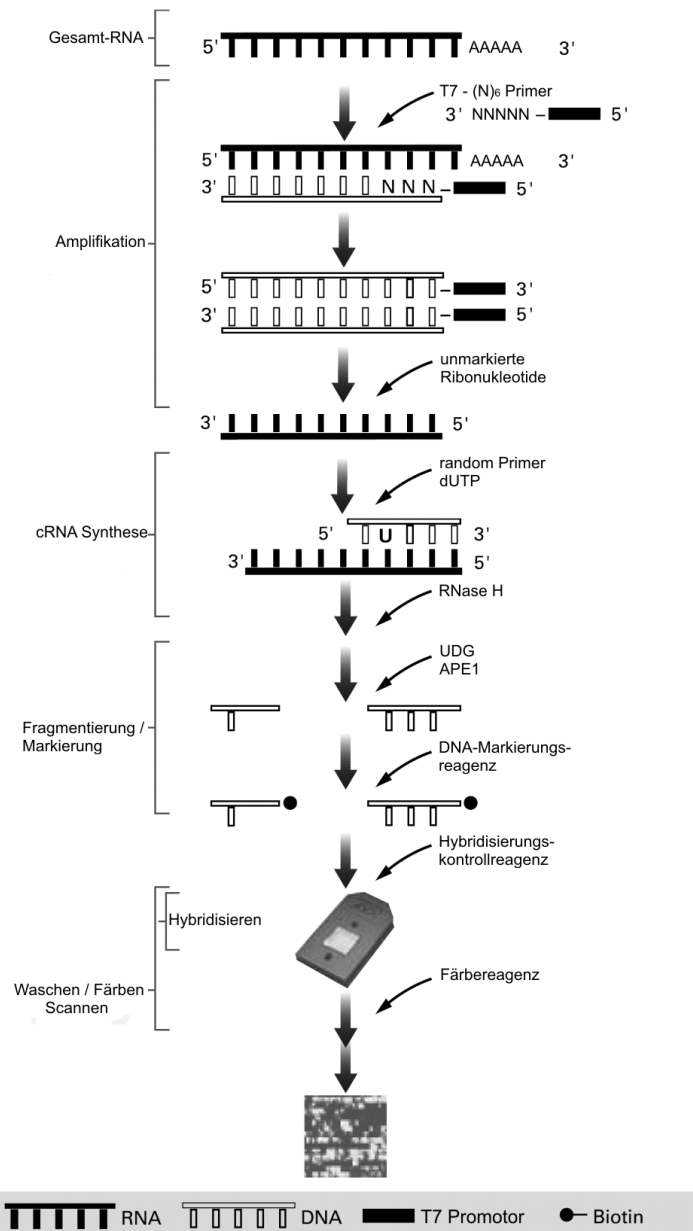 Gesamt-RNA
5' AAAAA 3'
T7 - (N)₆ Primer
3' NNNNN 5'
5' AAAAA 3'
3' N N N 5'
Amplifikation
5' 3'
3' 5'
unmarkierte
Ribonukleotide
3' 5'
random Primer
dUTP
cRNA Synthese
5' U 3'
3' 5'
RNase H
UDG
APE1
Fragmentierung /
Markierung
DNA-Markierungs-
reagenz
Hybridisierungs-
kontrollreagenz
Hybridisieren
Waschen / Färben
Scannen
Färbereagenz
RNA DNA T7 Promotor Biotin